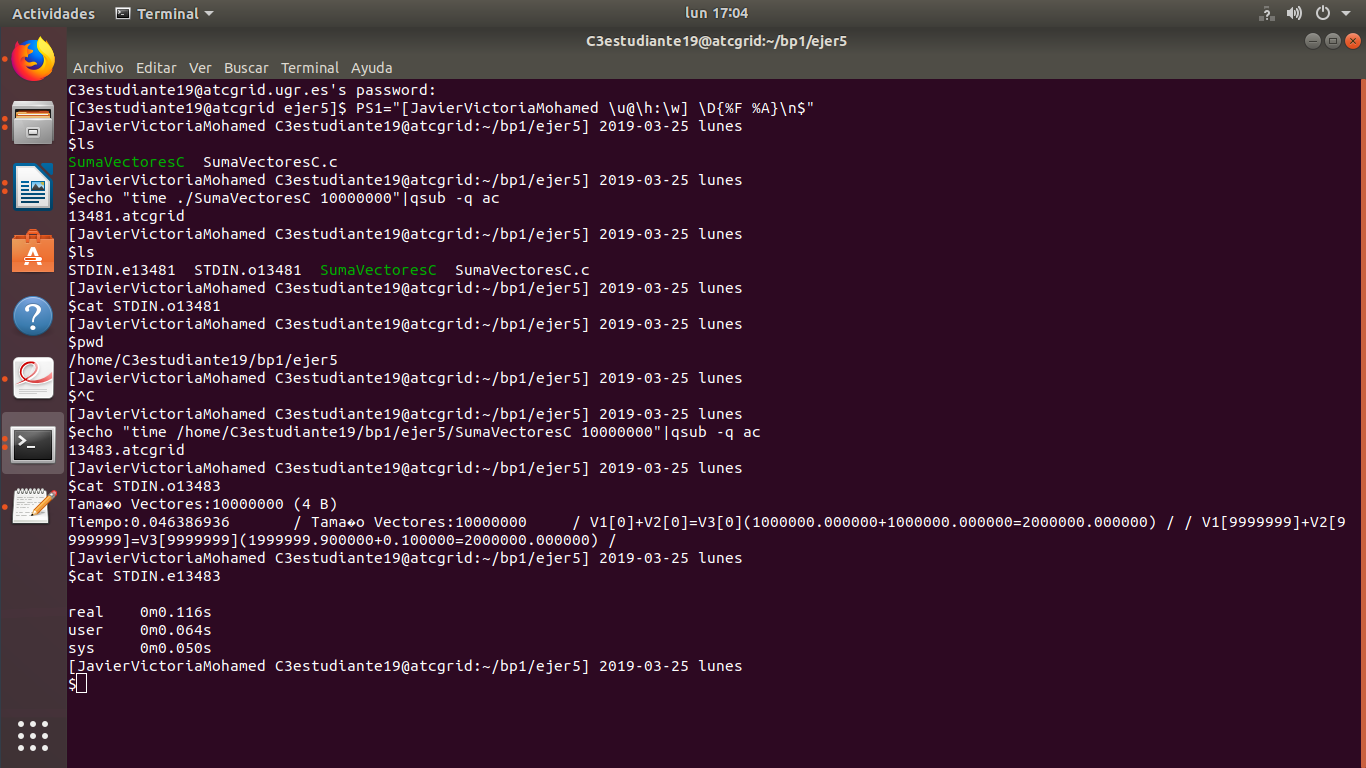 Actividades Terminal lun 17:04
C3estudiante19@atcgrid:~/bp1/ejer5
Archivo Editar Ver Buscar Terminal Ayuda
C3estudiante19@atcgrid.ugr.es's password:
[C3estudiante19@atcgrid ejer5]$ PS1="[JavierVictoriaMohamed \u@\h:\w] \D{%F %A}\n$"
[JavierVictoriaMohamed C3estudiante19@atcgrid:~/bp1/ejer5] 2019-03-25 lunes
$ls
SumaVectoresC  SumaVectoresC.c
[JavierVictoriaMohamed C3estudiante19@atcgrid:~/bp1/ejer5] 2019-03-25 lunes
$echo "time ./SumaVectoresC 10000000"|qsub -q ac
13481.atcgrid
[JavierVictoriaMohamed C3estudiante19@atcgrid:~/bp1/ejer5] 2019-03-25 lunes
$ls
STDIN.e13481  STDIN.o13481  SumaVectoresC  SumaVectoresC.c
[JavierVictoriaMohamed C3estudiante19@atcgrid:~/bp1/ejer5] 2019-03-25 lunes
$cat STDIN.o13481
[JavierVictoriaMohamed C3estudiante19@atcgrid:~/bp1/ejer5] 2019-03-25 lunes
$pwd
/home/C3estudiante19/bp1/ejer5
[JavierVictoriaMohamed C3estudiante19@atcgrid:~/bp1/ejer5] 2019-03-25 lunes
$^C
[JavierVictoriaMohamed C3estudiante19@atcgrid:~/bp1/ejer5] 2019-03-25 lunes
$echo "time /home/C3estudiante19/bp1/ejer5/SumaVectoresC 10000000"|qsub -q ac
13483.atcgrid
[JavierVictoriaMohamed C3estudiante19@atcgrid:~/bp1/ejer5] 2019-03-25 lunes
$cat STDIN.o13483
Tama�o Vectores:10000000 (4 B)
Tiempo:0.046386936       / Tama�o Vectores:10000000     / V1[0]+V2[0]=V3[0](1000000.000000+1000000.000000=2000000.000000) / / V1[9999999]+V2[9
999999]=V3[9999999](1999999.900000+0.100000=2000000.000000) /
[JavierVictoriaMohamed C3estudiante19@atcgrid:~/bp1/ejer5] 2019-03-25 lunes
$cat STDIN.e13483
real    0m0.116s
user    0m0.064s
sys     0m0.050s
[JavierVictoriaMohamed C3estudiante19@atcgrid:~/bp1/ejer5] 2019-03-25 lunes
$